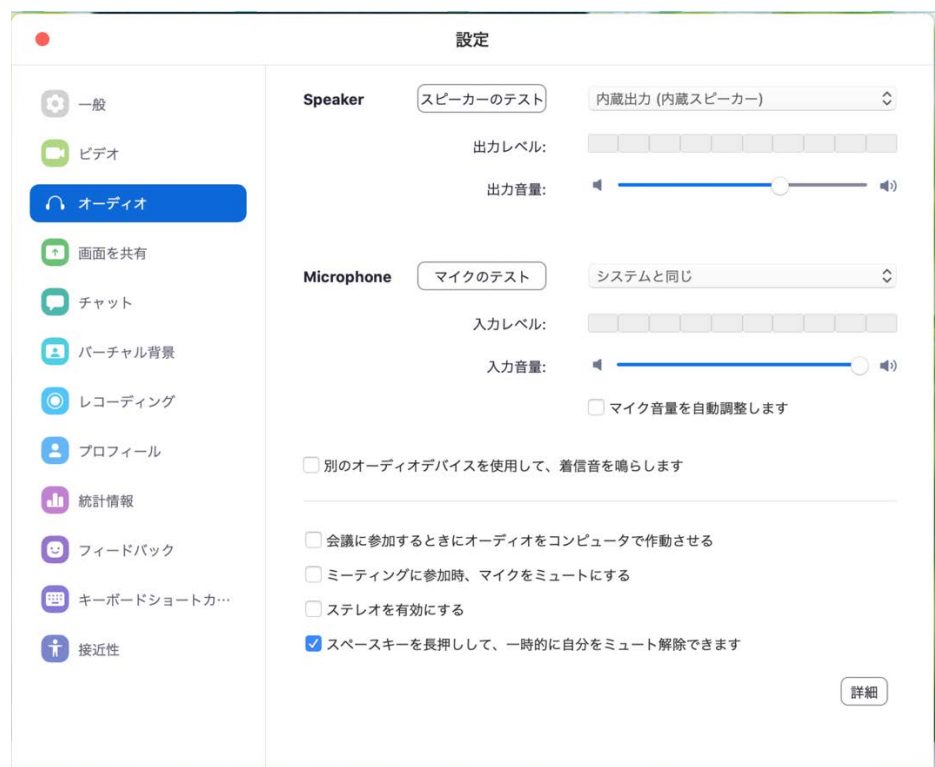 設定
一般
ビデオ
オーディオ
画面を共有
チャット
バーチャル背景
レコーディング
プロフィール
統計情報
フィードバック
キーボードショートカ…
接近性
Speaker
スピーカーのテスト
内蔵出力 (内蔵スピーカー)
出力レベル:
出力音量:
Microphone
マイクのテスト
システムと同じ
入力レベル:
入力音量:
マイク音量を自動調整します
別のオーディオデバイスを使用して、着信音を鳴らします
会議に参加するときにオーディオをコンピュータで作動させる
ミーティングに参加時、マイクをミュートにする
ステレオを有効にする
スペースキーを長押しして、一時的に自分をミュート解除できます
詳細